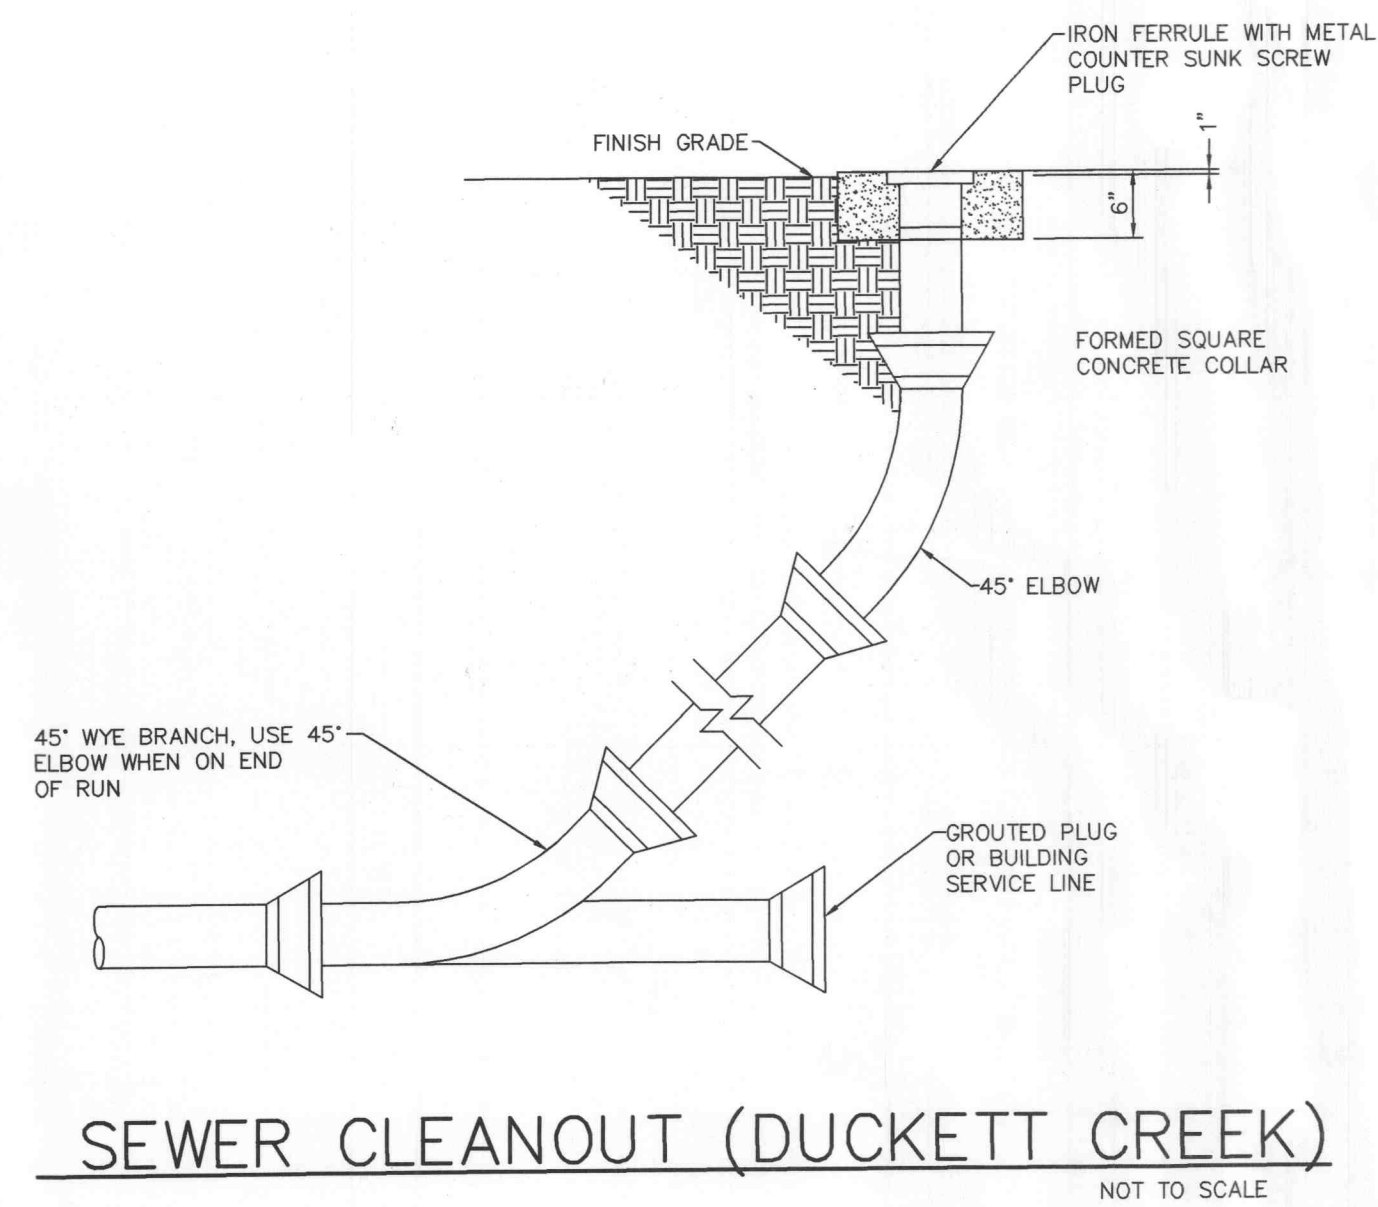 IRON FERRULE WITH METAL
COUNTER SUNK SCREW
PLUG
FINISH GRADE
1"
6"
FORMED SQUARE
CONCRETE COLLAR
45° ELBOW
45° WYE BRANCH, USE 45°
ELBOW WHEN ON END
OF RUN
GROUTED PLUG
OR BUILDING
SERVICE LINE
SEWER CLEANOUT (DUCKETT CREEK)
NOT TO SCALE